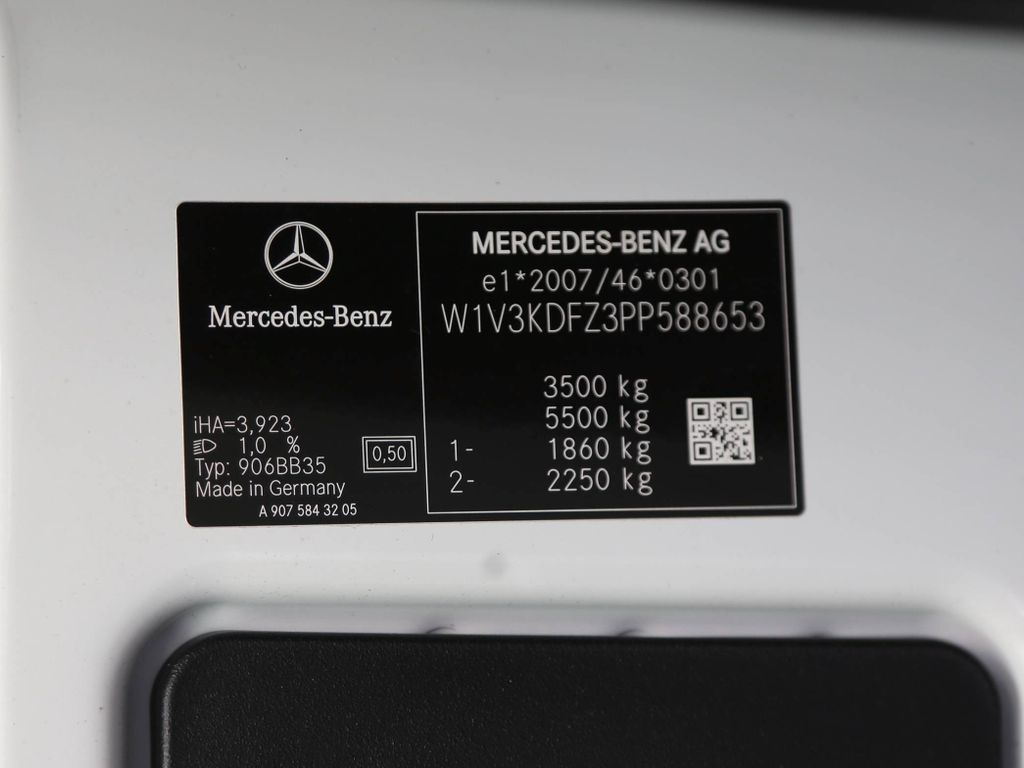 Mercedes-Benz
iHA=3,923
1,0 %
Typ: 906BB35
Made in Germany
0,50
A 907 584 32 05
MERCEDES-BENZ AG
e1*2007/46*0301
W1V3KDFZ3PP588653
3500 kg
5500 kg
1- 1860 kg
2- 2250 kg